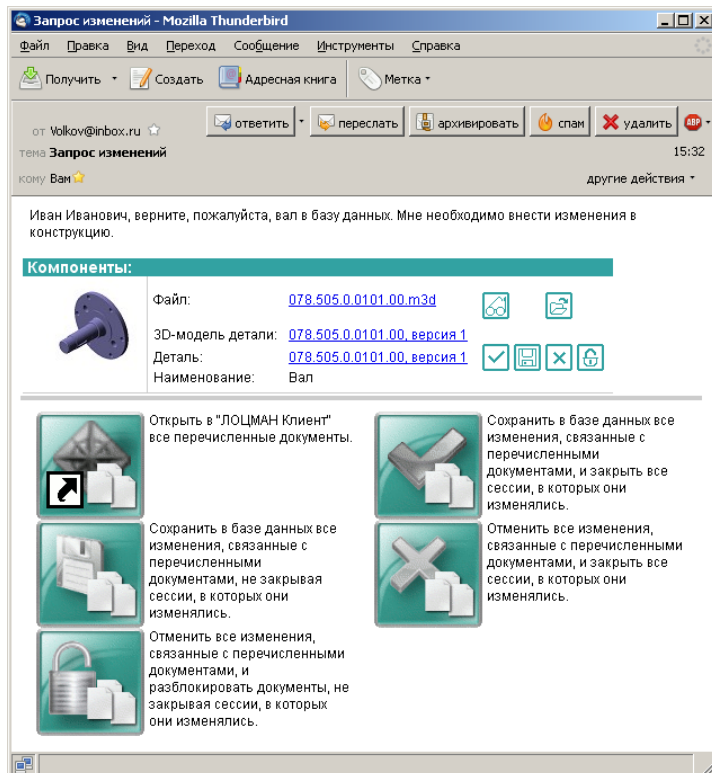 Запрос изменений - Mozilla Thunderbird
Файл Правка Вид Переход Сообщение Инструменты Справка
Получить Создать Адресная книга Метка
от Volkov@inbox.ru ответить переслать архивировать спам удалить ABP
тема Запрос изменений 15:32
кому Вам другие действия
Иван Иванович, верните, пожалуйста, вал в базу данных. Мне необходимо внести изменения в
конструкцию.
Компоненты:
Файл: 078.505.0.0101.00.m3d
3D-модель детали: 078.505.0.0101.00, версия 1
Деталь: 078.505.0.0101.00, версия 1
Наименование: Вал
Открыть в "ЛОЦМАН Клиент"
все перечисленные документы.
Сохранить в базе данных все
изменения, связанные с
перечисленными
документами, и закрыть все
сессии, в которых они
изменялись.
Сохранить в базе данных все
изменения, связанные с
перечисленными
документами, не закрывая
сессии, в которых они
изменялись.
Отменить все изменения,
связанные с перечисленными
документами, и закрыть все
сессии, в которых они
изменялись.
Отменить все изменения,
связанные с перечисленными
документами, и
разблокировать документы, не
закрывая сессии, в которых
они изменялись.